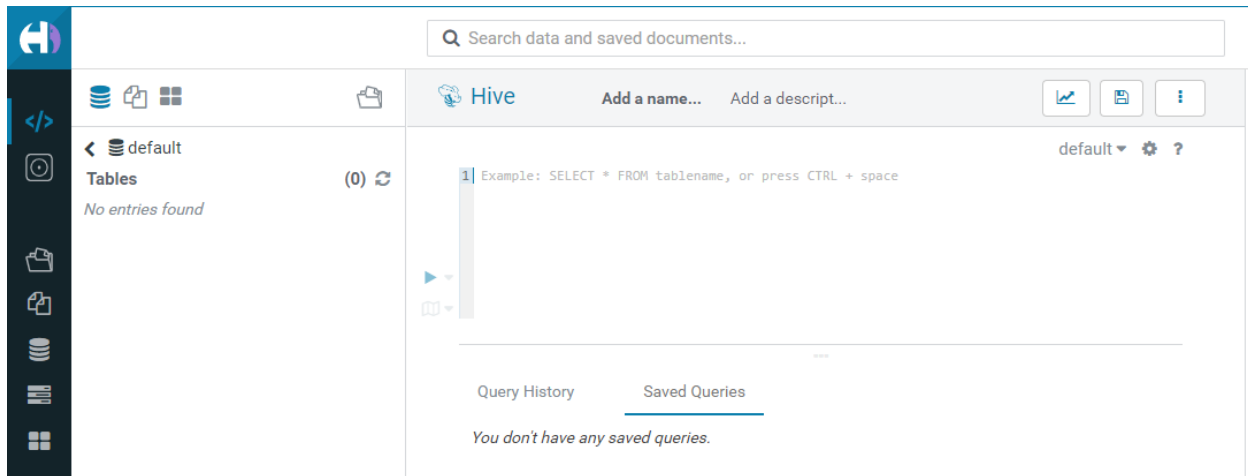 Search data and saved documents...
Hive Add a name... Add a descript...
</>
default
default ?
Tables (0)
1 Example: SELECT * FROM tablename, or press CTRL + space
No entries found
Query History Saved Queries
You don't have any saved queries.